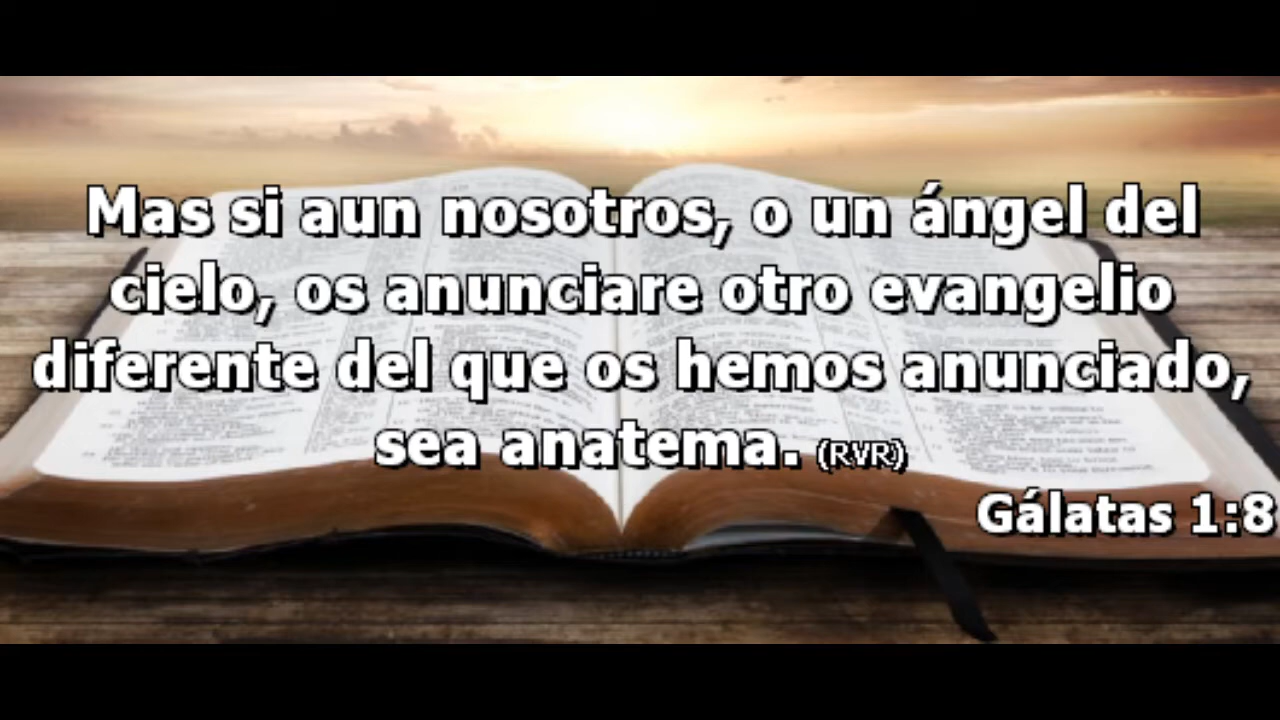 Mas si aun nosotros, o un ángel del
cielo, os anunciare otro evangelio
diferente del que os hemos anunciado,
sea anatema. (RVR)
Gálatas 1:8